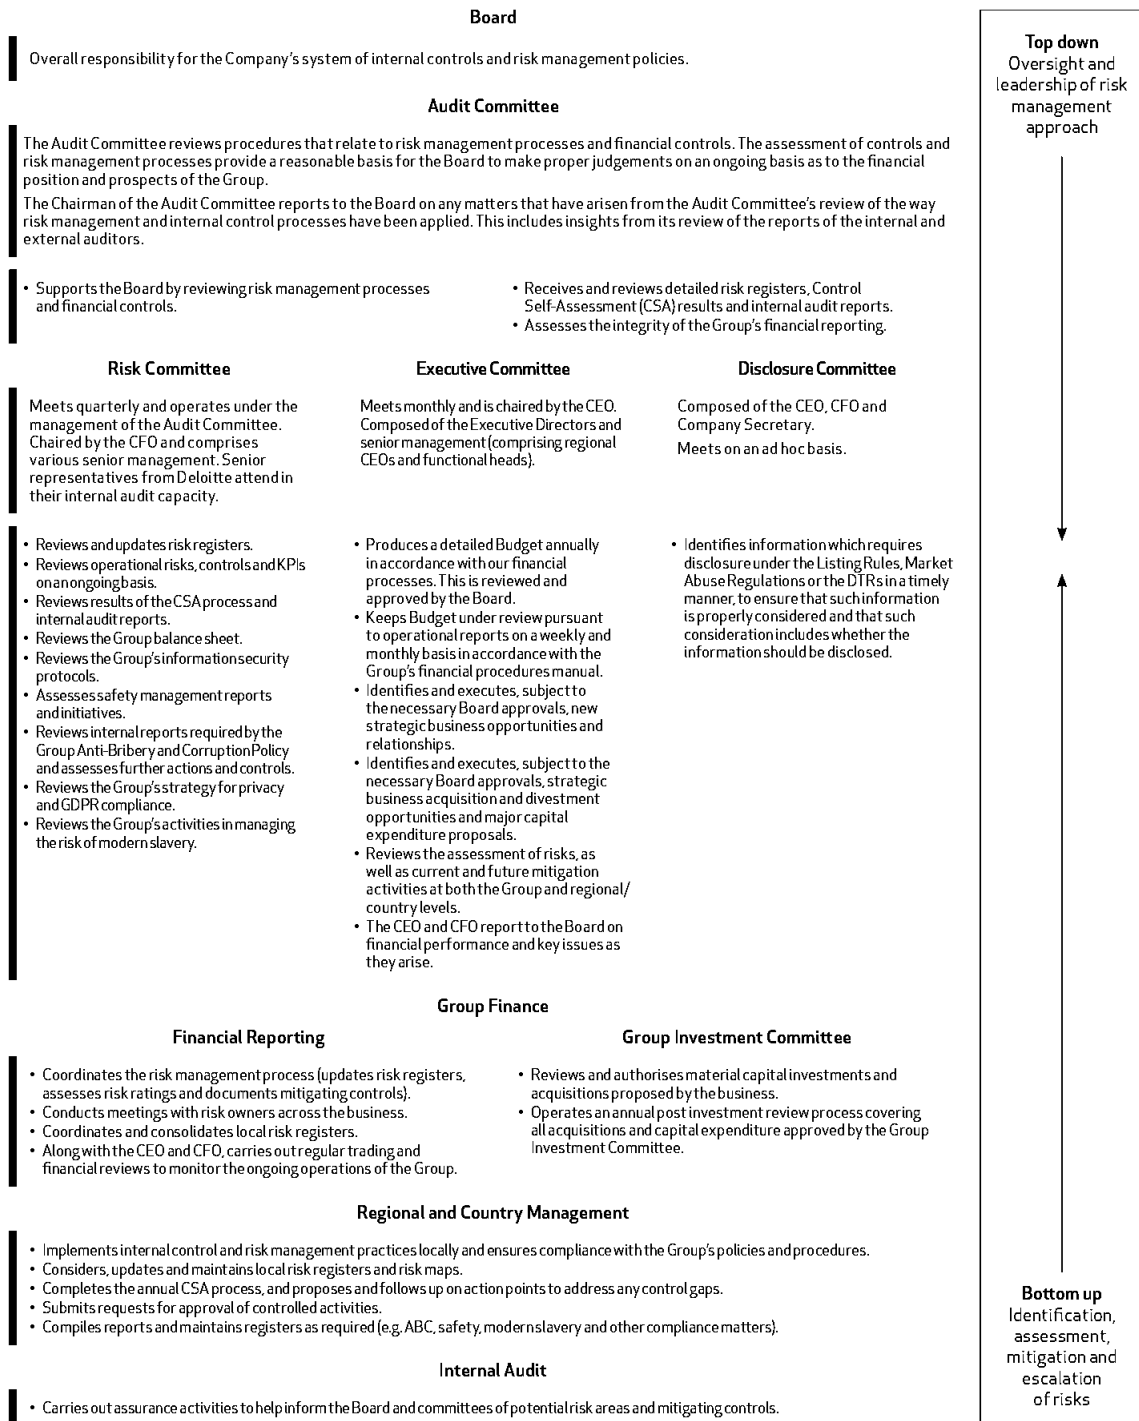 Board
Overall responsibility for the Company's system of internal controls and risk management policies.
Audit Committee
The Audit Committee reviews procedures that relate to risk management processes and financial controls. The assessment of controls and
risk management processes provide a reasonable basis for the Board to make proper judgements on an ongoing basis as to the financial
position and prospects of the Group.
The Chairman of the Audit Committee reports to the Board on any matters that have arisen from the Audit Committee's review of the way
risk management and internal control processes have been applied. This includes insights from its review of the reports of the internal and
external auditors.
• Supports the Board by reviewing risk management processes
and financial controls.
• Receives and reviews detailed risk registers, Control
Self-Assessment (CSA) results and internal audit reports.
• Assesses the integrity of the Group's financial reporting.
Risk Committee
Meets quarterly and operates under the
management of the Audit Committee.
Chaired by the CFO and comprises
various senior management. Senior
representatives from Deloitte attend in
their internal audit capacity.
• Reviews and updates risk registers.
• Reviews operational risks, controls and KPIs
on an ongoing basis.
• Reviews results of the CSA process and
internal audit reports.
• Reviews the Group balance sheet.
• Reviews the Group's information security
protocols.
• Assesses safety management reports
and initiatives.
• Reviews internal reports required by the
Group Anti-Bribery and Corruption Policy
and assesses further actions and controls.
• Reviews the Group's strategy for privacy
and GDPR compliance.
• Reviews the Group's activities in managing
the risk of modern slavery.
Executive Committee
Meets monthly and is chaired by the CEO.
Composed of the Executive Directors and
senior management (comprising regional
CEOs and functional heads).
• Produces a detailed Budget annually
in accordance with our financial
processes. This is reviewed and
approved by the Board.
• Keeps Budget under review pursuant
to operational reports on a weekly and
monthly basis in accordance with the
Group's financial procedures manual.
• Identifies and executes, subject to
the necessary Board approvals, new
strategic business opportunities and
relationships.
• Identifies and executes, subject to the
necessary Board approvals, strategic
business acquisition and divestment
opportunities and major capital
expenditure proposals.
• Reviews the assessment of risks, as
well as current and future mitigation
activities at both the Group and regional/
country levels.
• The CEO and CFO report to the Board on
financial performance and key issues as
they arise.
Disclosure Committee
Composed of the CEO, CFO and
Company Secretary.
Meets on an ad hoc basis.
• Identifies information which requires
disclosure under the Listing Rules, Market
Abuse Regulations or the DTRs in a timely
manner, to ensure that such information
is properly considered and that such
consideration includes whether the
information should be disclosed.
Group Finance
Financial Reporting
• Coordinates the risk management process (updates risk registers,
assesses risk ratings and documents mitigating controls).
• Conducts meetings with risk owners across the business.
• Coordinates and consolidates local risk registers.
• Along with the CEO and CFO, carries out regular trading and
financial reviews to monitor the ongoing operations of the Group.
Group Investment Committee
• Reviews and authorises material capital investments and
acquisitions proposed by the business.
• Operates an annual post investment review process covering
all acquisitions and capital expenditure approved by the Group
Investment Committee.
Regional and Country Management
• Implements internal control and risk management practices locally and ensures compliance with the Group's policies and procedures.
• Considers, updates and maintains local risk registers and risk maps.
• Completes the annual CSA process, and proposes and follows up on action points to address any control gaps.
• Submits requests for approval of controlled activities.
• Compiles reports and maintains registers as required (e.g. ABC, safety, modern slavery and other compliance matters).
Internal Audit
• Carries out assurance activities to help inform the Board and committees of potential risk areas and mitigating controls.
Top down
Oversight and
leadership of risk
management
approach
Bottom up
Identification,
assessment,
mitigation and
escalation
of risks